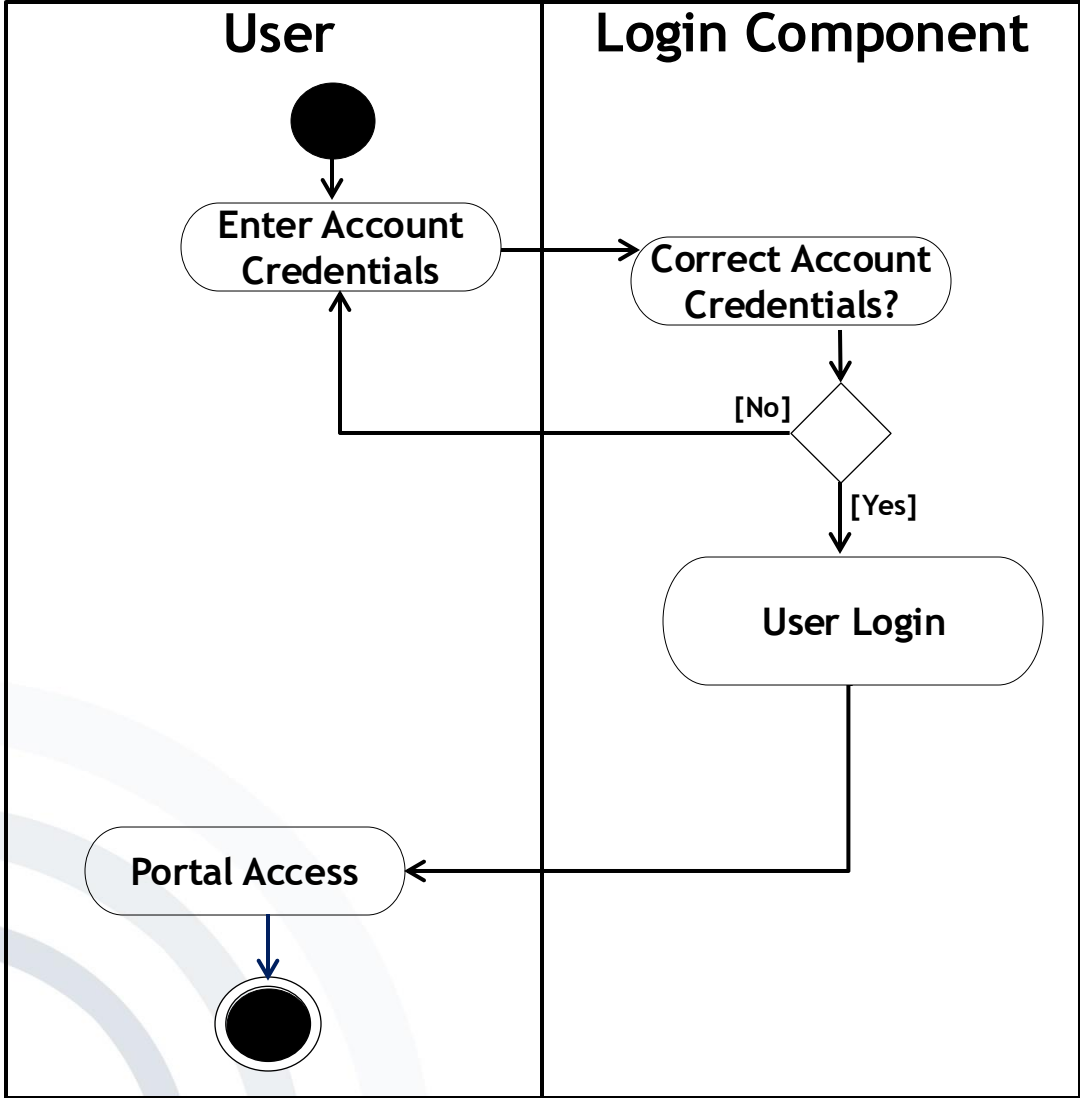 User
Login Component
Enter Account
Credentials
Correct Account
Credentials?
[No]
[Yes]
User Login
Portal Access